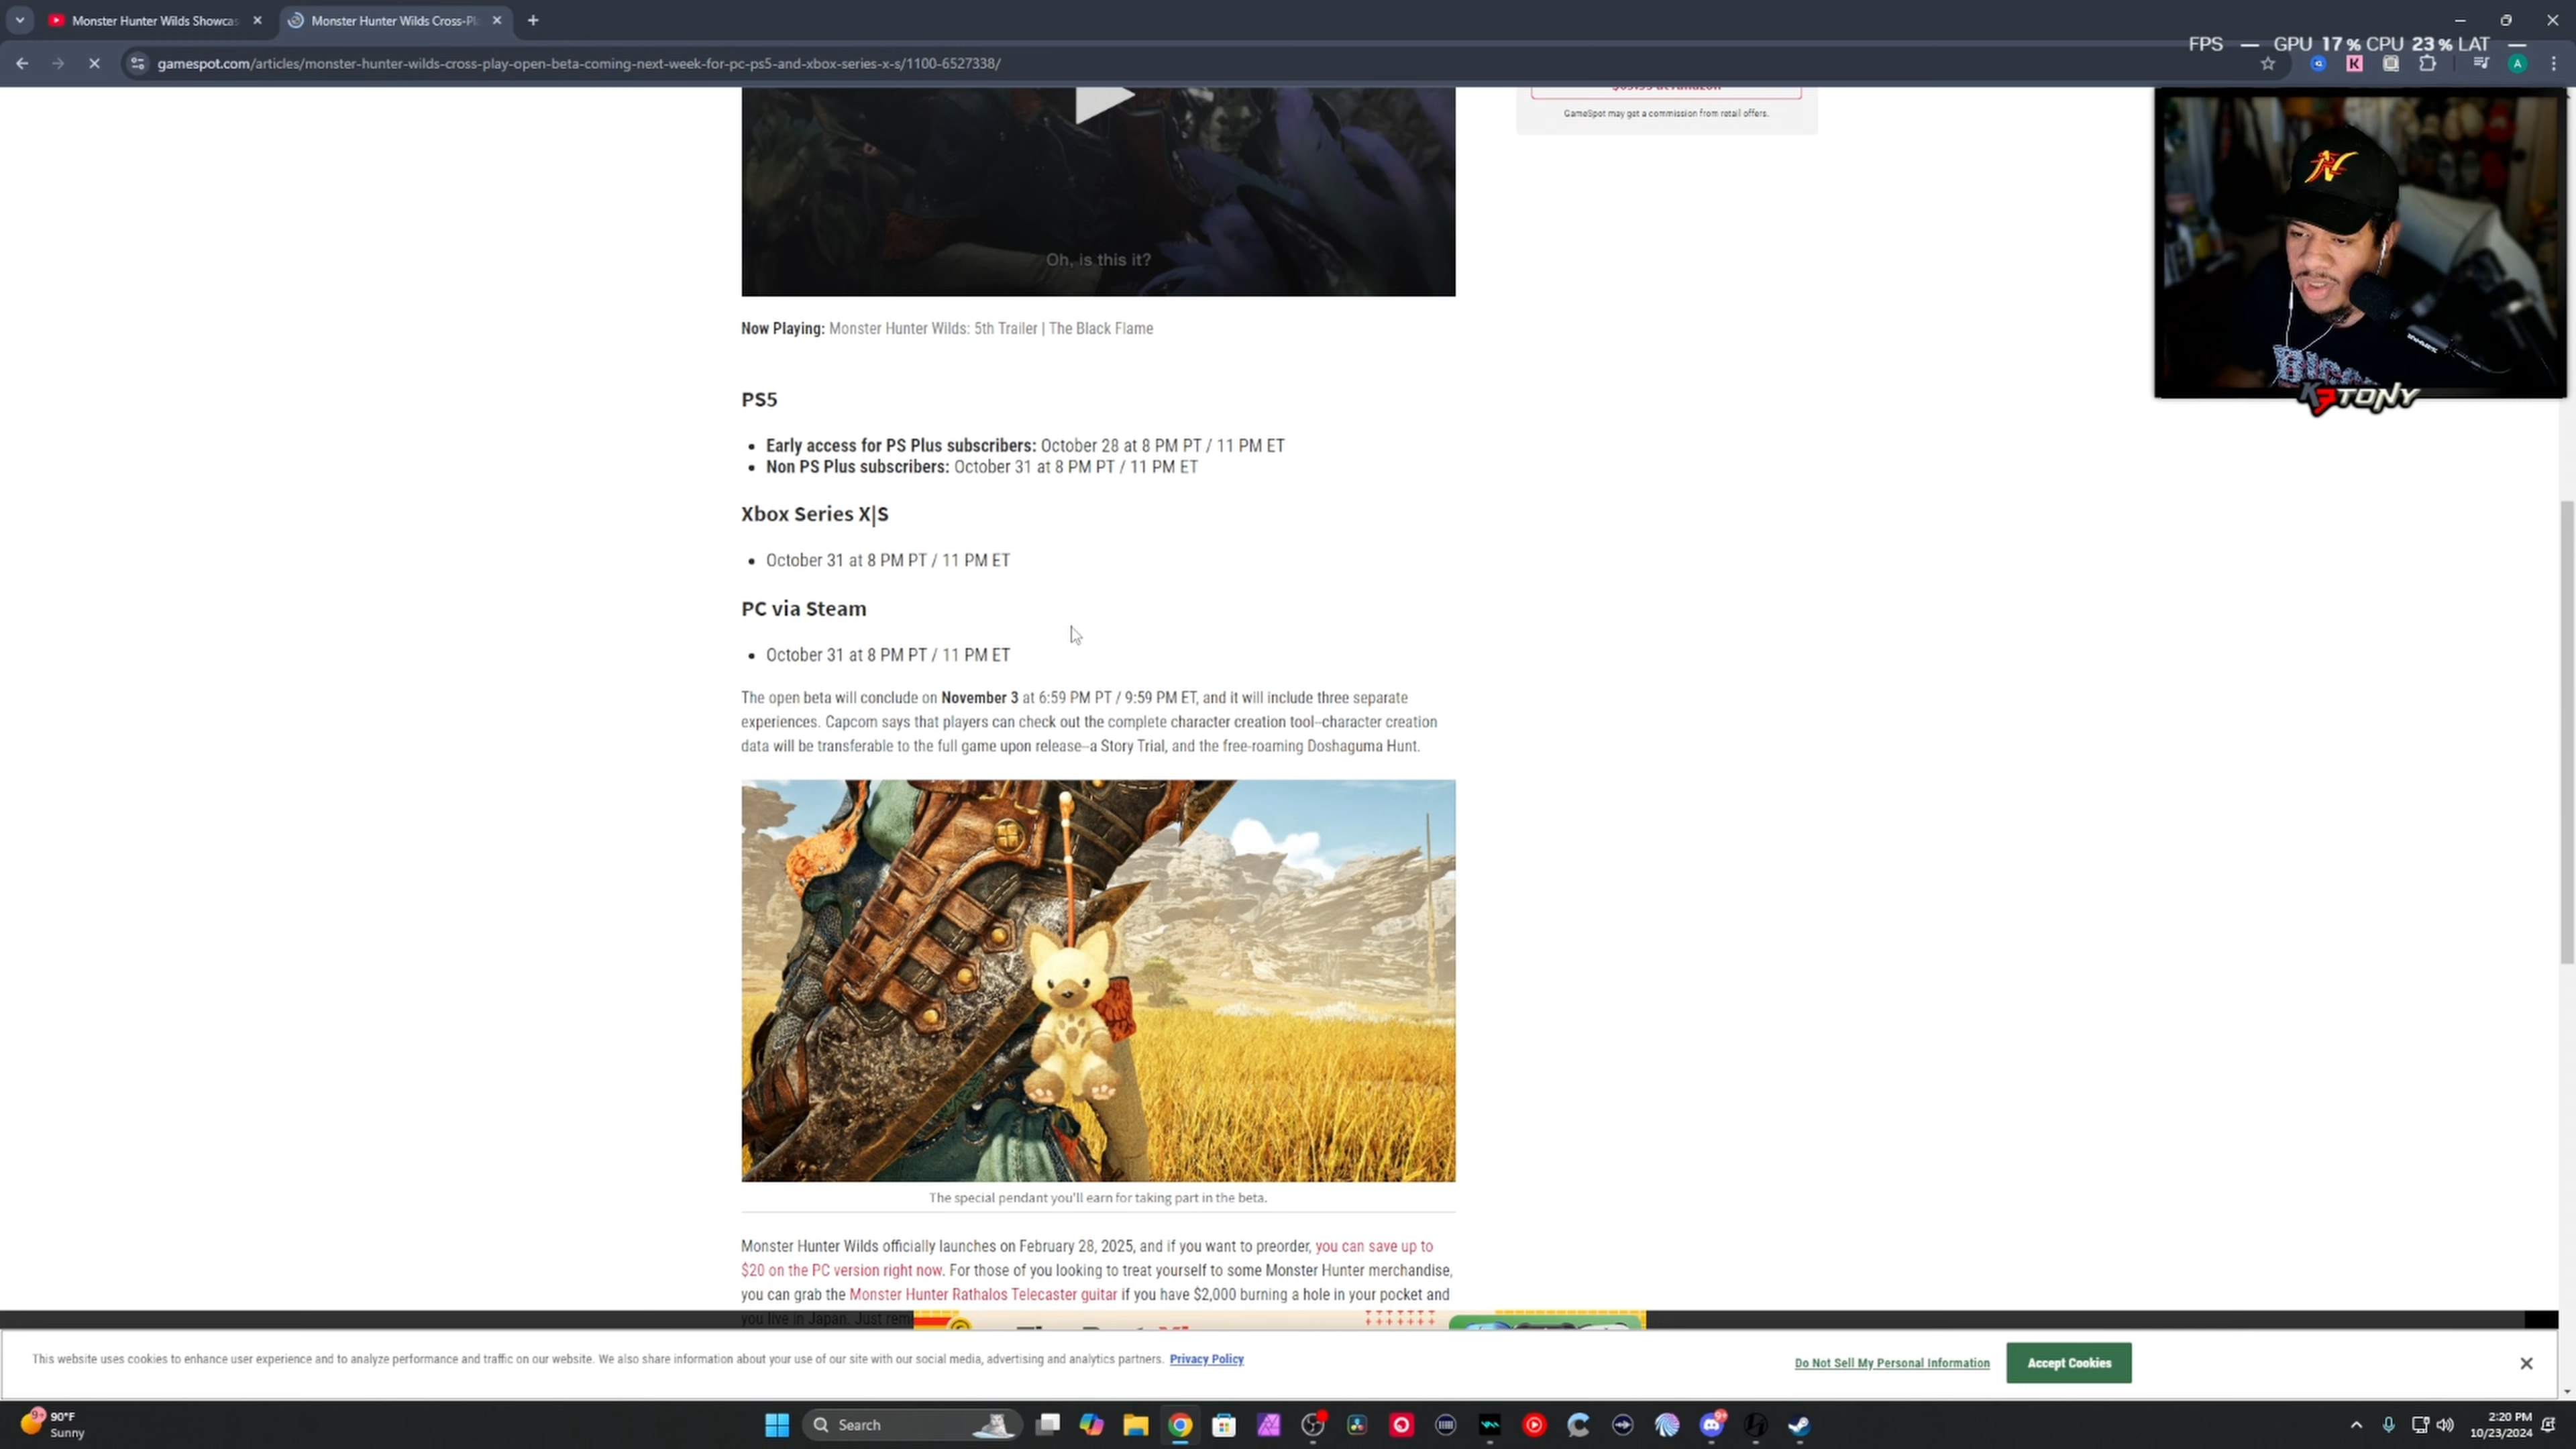 Monster Hunter Wilds Showcas
Monster Hunter Wilds Cross-Pl
FPS — GPU 17 % CPU 23 % LAT —
gamespot.com/articles/monster-hunter-wilds-cross-play-open-beta-coming-next-week-for-pc-ps5-and-xbox-series-x-s/1100-6527338/
K
A
GameSpot may get a commission from retail offers.
Oh, is this it?
K3TONY
Now Playing: Monster Hunter Wilds: 5th Trailer | The Black Flame
PS5
• Early access for PS Plus subscribers: October 28 at 8 PM PT / 11 PM ET
• Non PS Plus subscribers: October 31 at 8 PM PT / 11 PM ET
Xbox Series X|S
• October 31 at 8 PM PT / 11 PM ET
PC via Steam
• October 31 at 8 PM PT / 11 PM ET
The open beta will conclude on November 3 at 6:59 PM PT / 9:59 PM ET, and it will include three separate
experiences. Capcom says that players can check out the complete character creation tool--character creation
data will be transferable to the full game upon release--a Story Trial, and the free-roaming Doshaguma Hunt.
The special pendant you'll earn for taking part in the beta.
Monster Hunter Wilds officially launches on February 28, 2025, and if you want to preorder, you can save up to
$20 on the PC version right now. For those of you looking to treat yourself to some Monster Hunter merchandise,
you can grab the Monster Hunter Rathalos Telecaster guitar if you have $2,000 burning a hole in your pocket and
you live in Japan. Just rem
This website uses cookies to enhance user experience and to analyze performance and traffic on our website. We also share information about your use of our site with our social media, advertising and analytics partners. Privacy Policy
Do Not Sell My Personal Information
Accept Cookies
9+
90°F
Sunny
Search
2:20 PM
10/23/2024